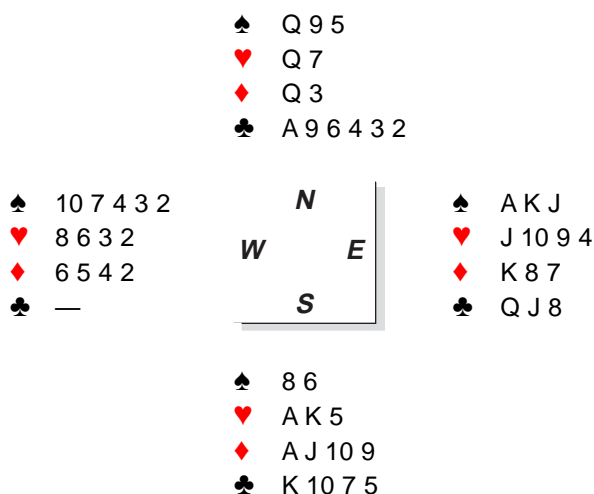 ♠ Q 9 5
♥ Q 7
♦ Q 3
♣ A 9 6 4 3 2
♠ 10 7 4 3 2 N ♠ A K J
♥ 8 6 3 2 W E ♥ J 10 9 4
♦ 6 5 4 2 ♦ K 8 7
♣ — S ♣ Q J 8
♠ 8 6
♥ A K 5
♦ A J 10 9
♣ K 10 7 5